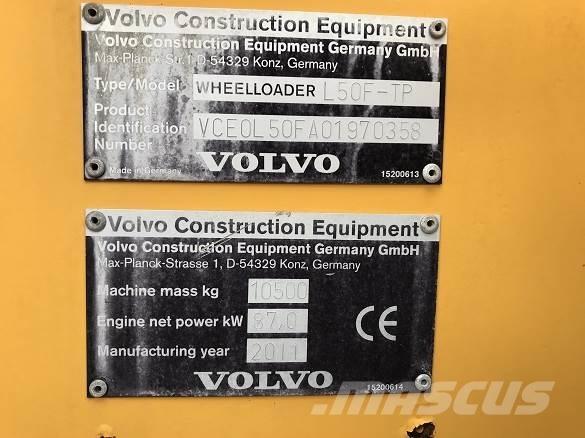 Volvo Construction Equipment
Volvo Construction Equipment Germany GmbH
Max-Planck-Str.1 D-54329 Konz, Germany
Type/Model WHEELLOADER L50F-TP
Product
Identification VCE0L50FA01970358
Number
VOLVO
Made in Germany 15200613
Volvo Construction Equipment
Volvo Construction Equipment Germany GmbH
Max-Planck-Strasse 1, D-54329 Konz, Germany
Machine mass kg 10500
Engine net power kW 87,0
CE
Manufacturing year 2011
VOLVO
15200614
MASCUS